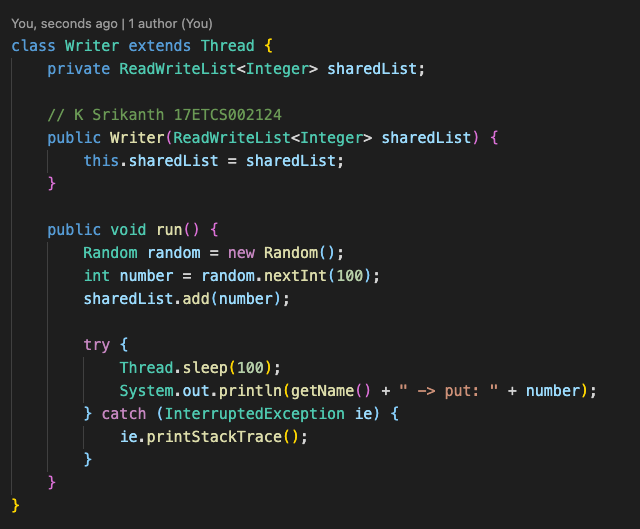 You, seconds ago | 1 author (You)
class Writer extends Thread {
    private ReadWriteList<Integer> sharedList;

    // K Srikanth 17ETCS002124
    public Writer(ReadWriteList<Integer> sharedList) {
        this.sharedList = sharedList;
    }

    public void run() {
        Random random = new Random();
        int number = random.nextInt(100);
        sharedList.add(number);

        try {
            Thread.sleep(100);
            System.out.println(getName() + " -> put: " + number);
        } catch (InterruptedException ie) {
            ie.printStackTrace();
        }
    }
}